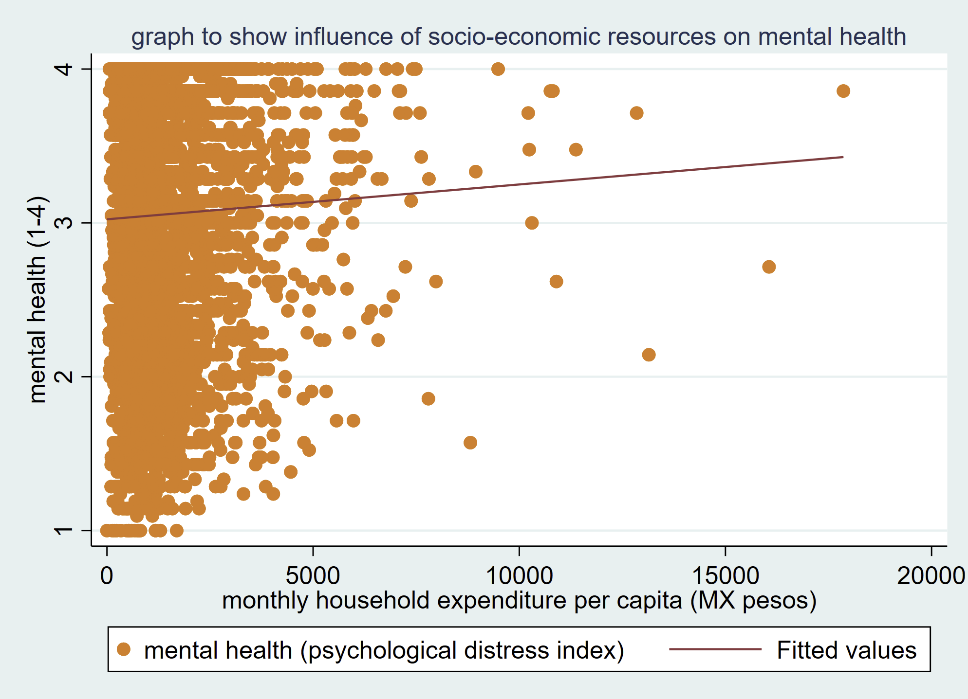 graph to show influence of socio-economic resources on mental health
mental health (1-4)
4
3
2
1
0 5000 10000 15000 20000
monthly household expenditure per capita (MX pesos)
mental health (psychological distress index) Fitted values